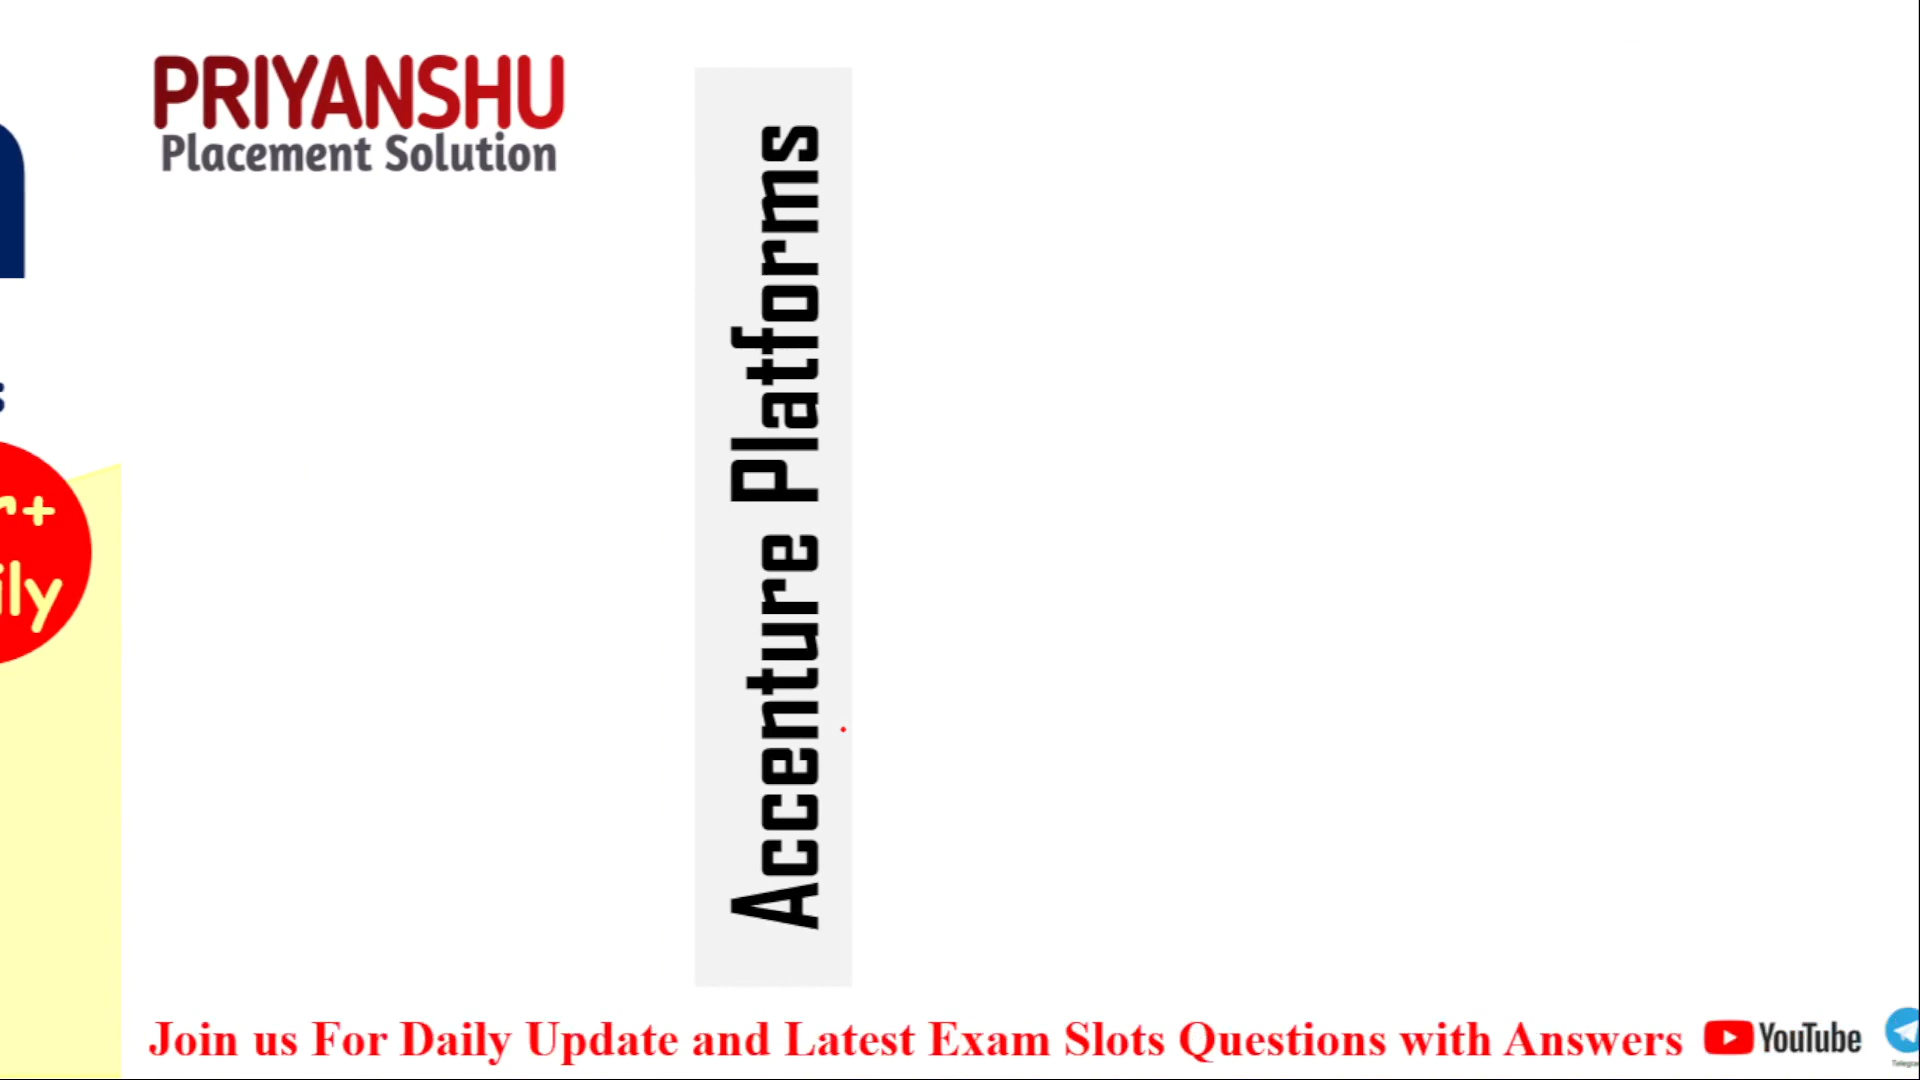 PRIYANSHU
Placement Solution
Accenture Platforms
Join us For Daily Update and Latest Exam Slots Questions with Answers
YouTube